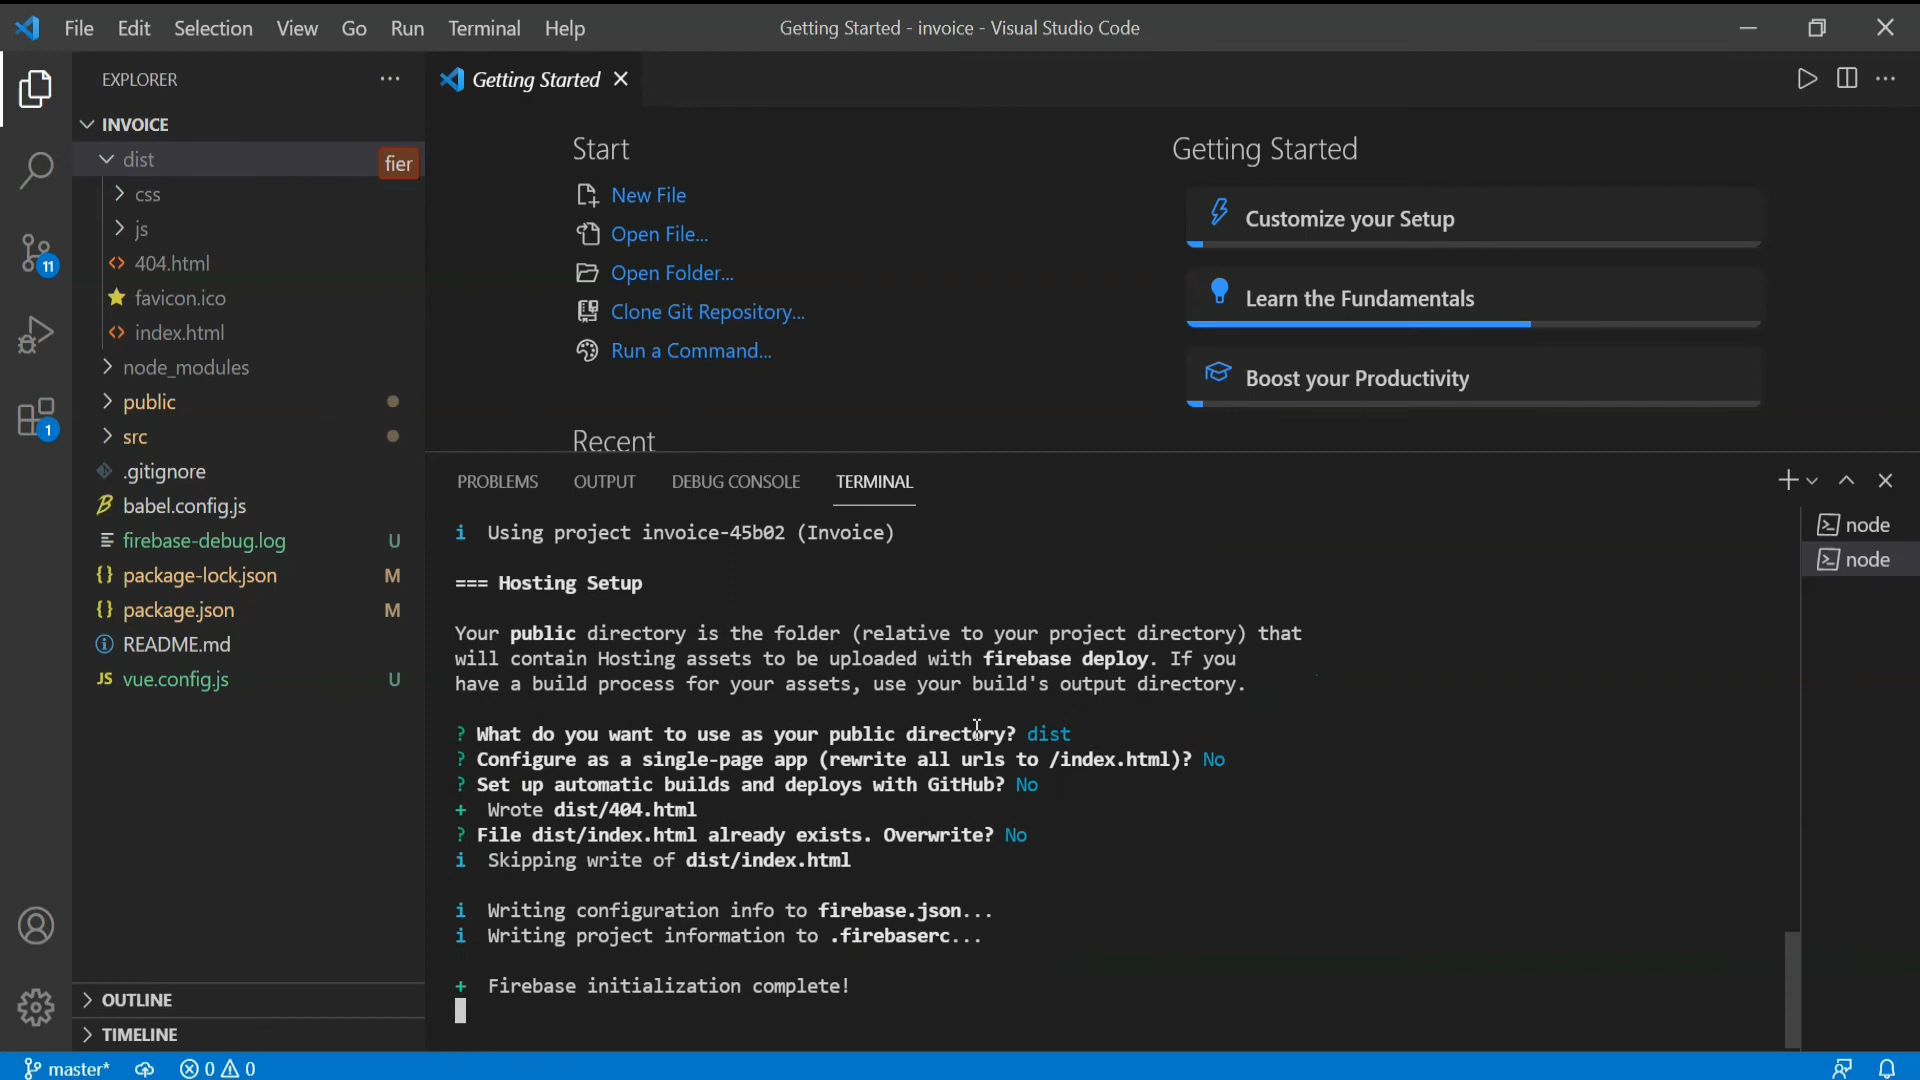 File Edit Selection View Go Run Terminal Help
Getting Started - invoice - Visual Studio Code
EXPLORER
INVOICE
dist
fier
css
js
404.html
favicon.ico
index.html
node_modules
public
src
.gitignore
babel.config.js
firebase-debug.log U
package-lock.json M
package.json M
README.md
vue.config.js U
OUTLINE
TIMELINE
11
1
Getting Started
Start
New File
Open File...
Open Folder...
Clone Git Repository...
Run a Command...
Recent
Getting Started
Customize your Setup
Learn the Fundamentals
Boost your Productivity
PROBLEMS OUTPUT DEBUG CONSOLE TERMINAL
i Using project invoice-45b02 (Invoice)
=== Hosting Setup
Your public directory is the folder (relative to your project directory) that
will contain Hosting assets to be uploaded with firebase deploy. If you
have a build process for your assets, use your build's output directory.
? What do you want to use as your public directory? dist
? Configure as a single-page app (rewrite all urls to /index.html)? No
? Set up automatic builds and deploys with GitHub? No
+ Wrote dist/404.html
? File dist/index.html already exists. Overwrite? No
i Skipping write of dist/index.html
i Writing configuration info to firebase.json...
i Writing project information to .firebaserc...
+ Firebase initialization complete!
node
node
master* 0 0